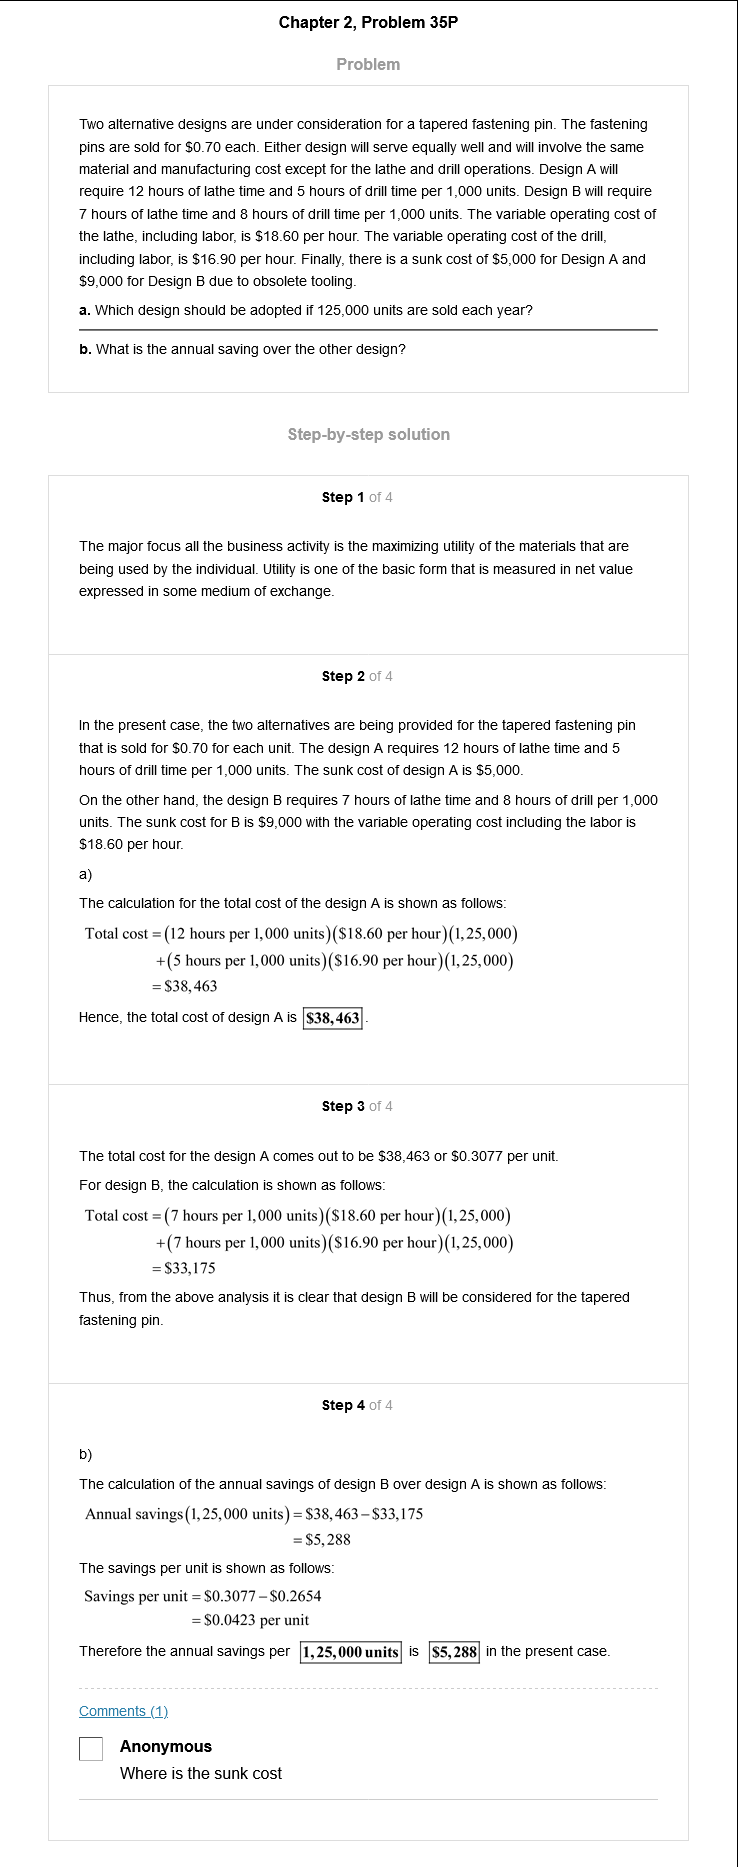 Chapter 2, Problem 35P
Problem
Two alternative designs are under consideration for a tapered fastening pin. The fastening
pins are sold for $0.70 each. Either design will serve equally well and will involve the same
material and manufacturing cost except for the lathe and drill operations. Design A will
require 12 hours of lathe time and 5 hours of drill time per 1,000 units. Design B will require
7 hours of lathe time and 8 hours of drill time per 1,000 units. The variable operating cost of
the lathe, including labor, is $18.60 per hour. The variable operating cost of the drill,
including labor, is $16.90 per hour. Finally, there is a sunk cost of $5,000 for Design A and
$9,000 for Design B due to obsolete tooling.
a. Which design should be adopted if 125,000 units are sold each year?
b. What is the annual saving over the other design?
Step-by-step solution
Step 1 of 4
The major focus all the business activity is the maximizing utility of the materials that are
being used by the individual. Utility is one of the basic form that is measured in net value
expressed in some medium of exchange.
Step 2 of 4
In the present case, the two alternatives are being provided for the tapered fastening pin
that is sold for $0.70 for each unit. The design A requires 12 hours of lathe time and 5
hours of drill time per 1,000 units. The sunk cost of design A is $5,000.
On the other hand, the design B requires 7 hours of lathe time and 8 hours of drill per 1,000
units. The sunk cost for B is $9,000 with the variable operating cost including the labor is
$18.60 per hour.
a)
The calculation for the total cost of the design A is shown as follows:
Total cost = (12 hours per 1,000 units)($18.60 per hour)(1,25,000)
+(5 hours per 1,000 units)($16.90 per hour)(1,25,000)
= $38,463
Hence, the total cost of design A is $38,463.
Step 3 of 4
The total cost for the design A comes out to be $38,463 or $0.3077 per unit.
For design B, the calculation is shown as follows:
Total cost = (7 hours per 1,000 units)($18.60 per hour)(1,25,000)
+(7 hours per 1,000 units)($16.90 per hour)(1,25,000)
= $33,175
Thus, from the above analysis it is clear that design B will be considered for the tapered
fastening pin.
Step 4 of 4
b)
The calculation of the annual savings of design B over design A is shown as follows:
Annual savings(1,25,000 units) = $38,463 – $33,175
= $5,288
The savings per unit is shown as follows:
Savings per unit = $0.3077 – $0.2654
= $0.0423 per unit
Therefore the annual savings per 1,25,000 units is $5,288 in the present case.
Comments (1)
Anonymous
Where is the sunk cost